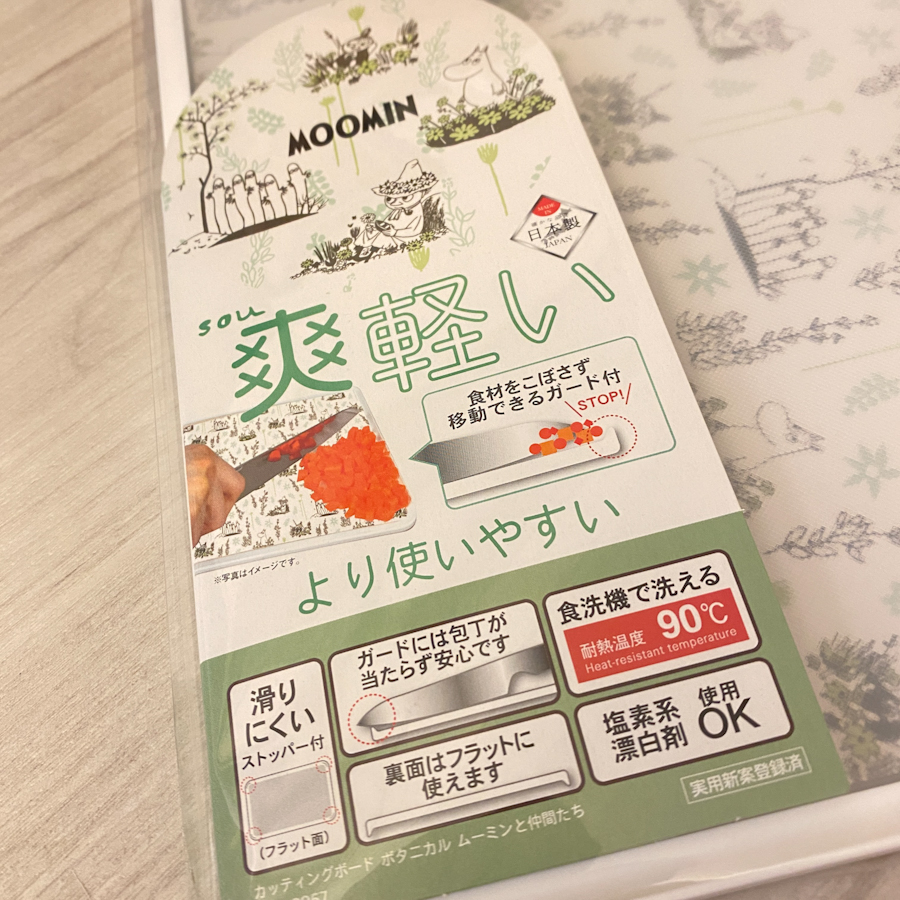 MOOMIN
MADE IN
日本製
JAPAN
sou
爽軽い
食材をこぼさず
移動できるガード付
STOP!
※写真はイメージです。
より使いやすい
滑り
にくい
ストッパー付
(フラット面)
ガードには包丁が
当たらず安心です
裏面はフラットに
使えます
食洗機で洗える
耐熱温度 90℃
Heat-resistant temperature
塩素系
漂白剤
使用
OK
実用新案登録済
カッティングボード ボタニカル ムーミンと仲間たち